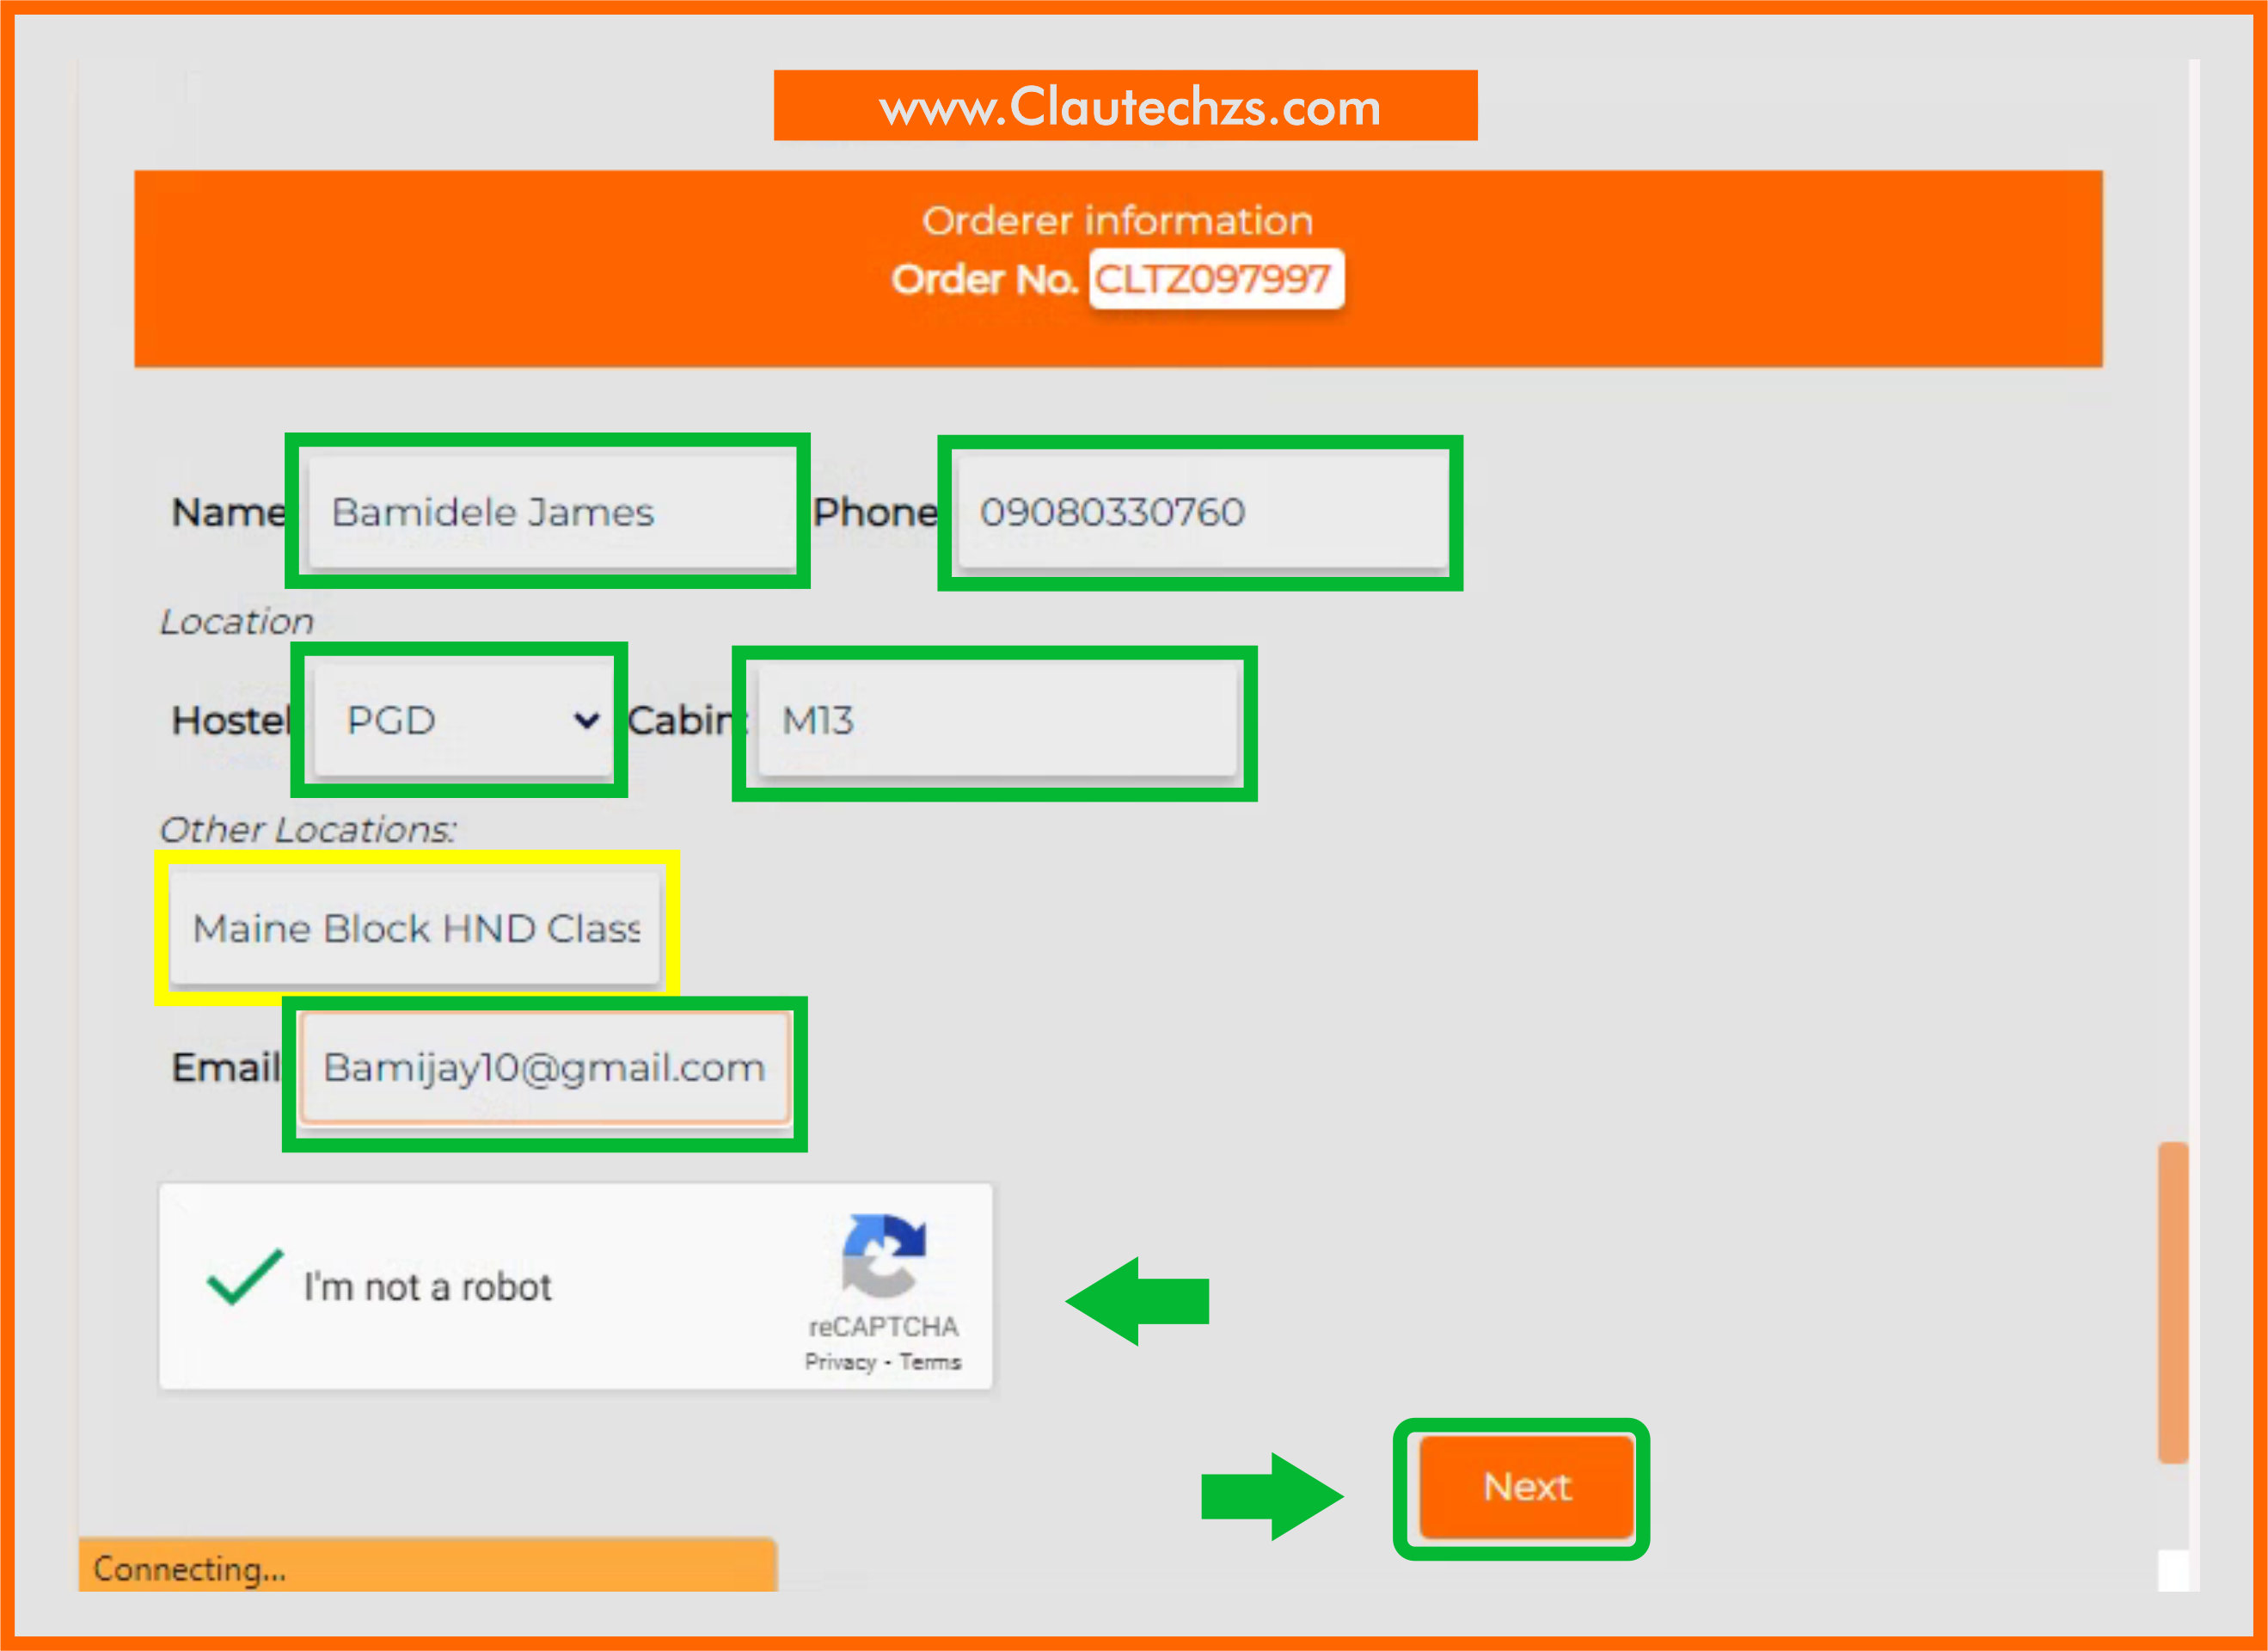 www.Clautechzs.com
Orderer information
Order No. CLTZ097997
Name Bamidele James Phone 09080330760
Location
Hostel PGD Cabin: M13
Other Locations:
Maine Block HND Class
Email Bamijay10@gmail.com
I'm not a robot
reCAPTCHA
Privacy - Terms
Next
Connecting...